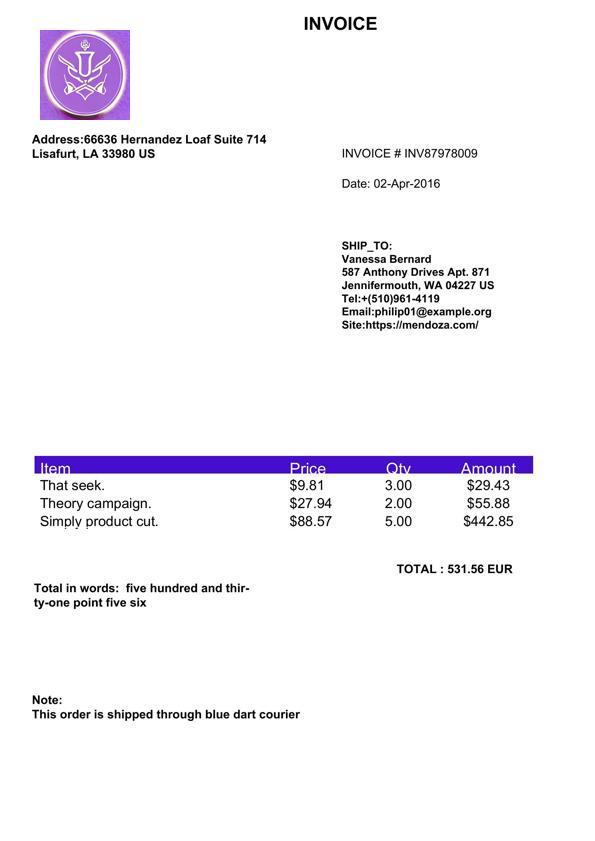 INVOICE
Address:66636 Hernandez Loaf Suite 714
Lisafurt, LA 33980 US
INVOICE # INV87978009
Date: 02-Apr-2016
SHIP_TO:
Vanessa Bernard
587 Anthony Drives Apt. 871
Jennifermouth, WA 04227 US
Tel:+(510)961-4119
Email:philip01@example.org
Site:https://mendoza.com/
Item Price Qty Amount
That seek. $9.81 3.00 $29.43
Theory campaign. $27.94 2.00 $55.88
Simply product cut. $88.57 5.00 $442.85
TOTAL : 531.56 EUR
Total in words:  five hundred and thir-
ty-one point five six
Note:
This order is shipped through blue dart courier